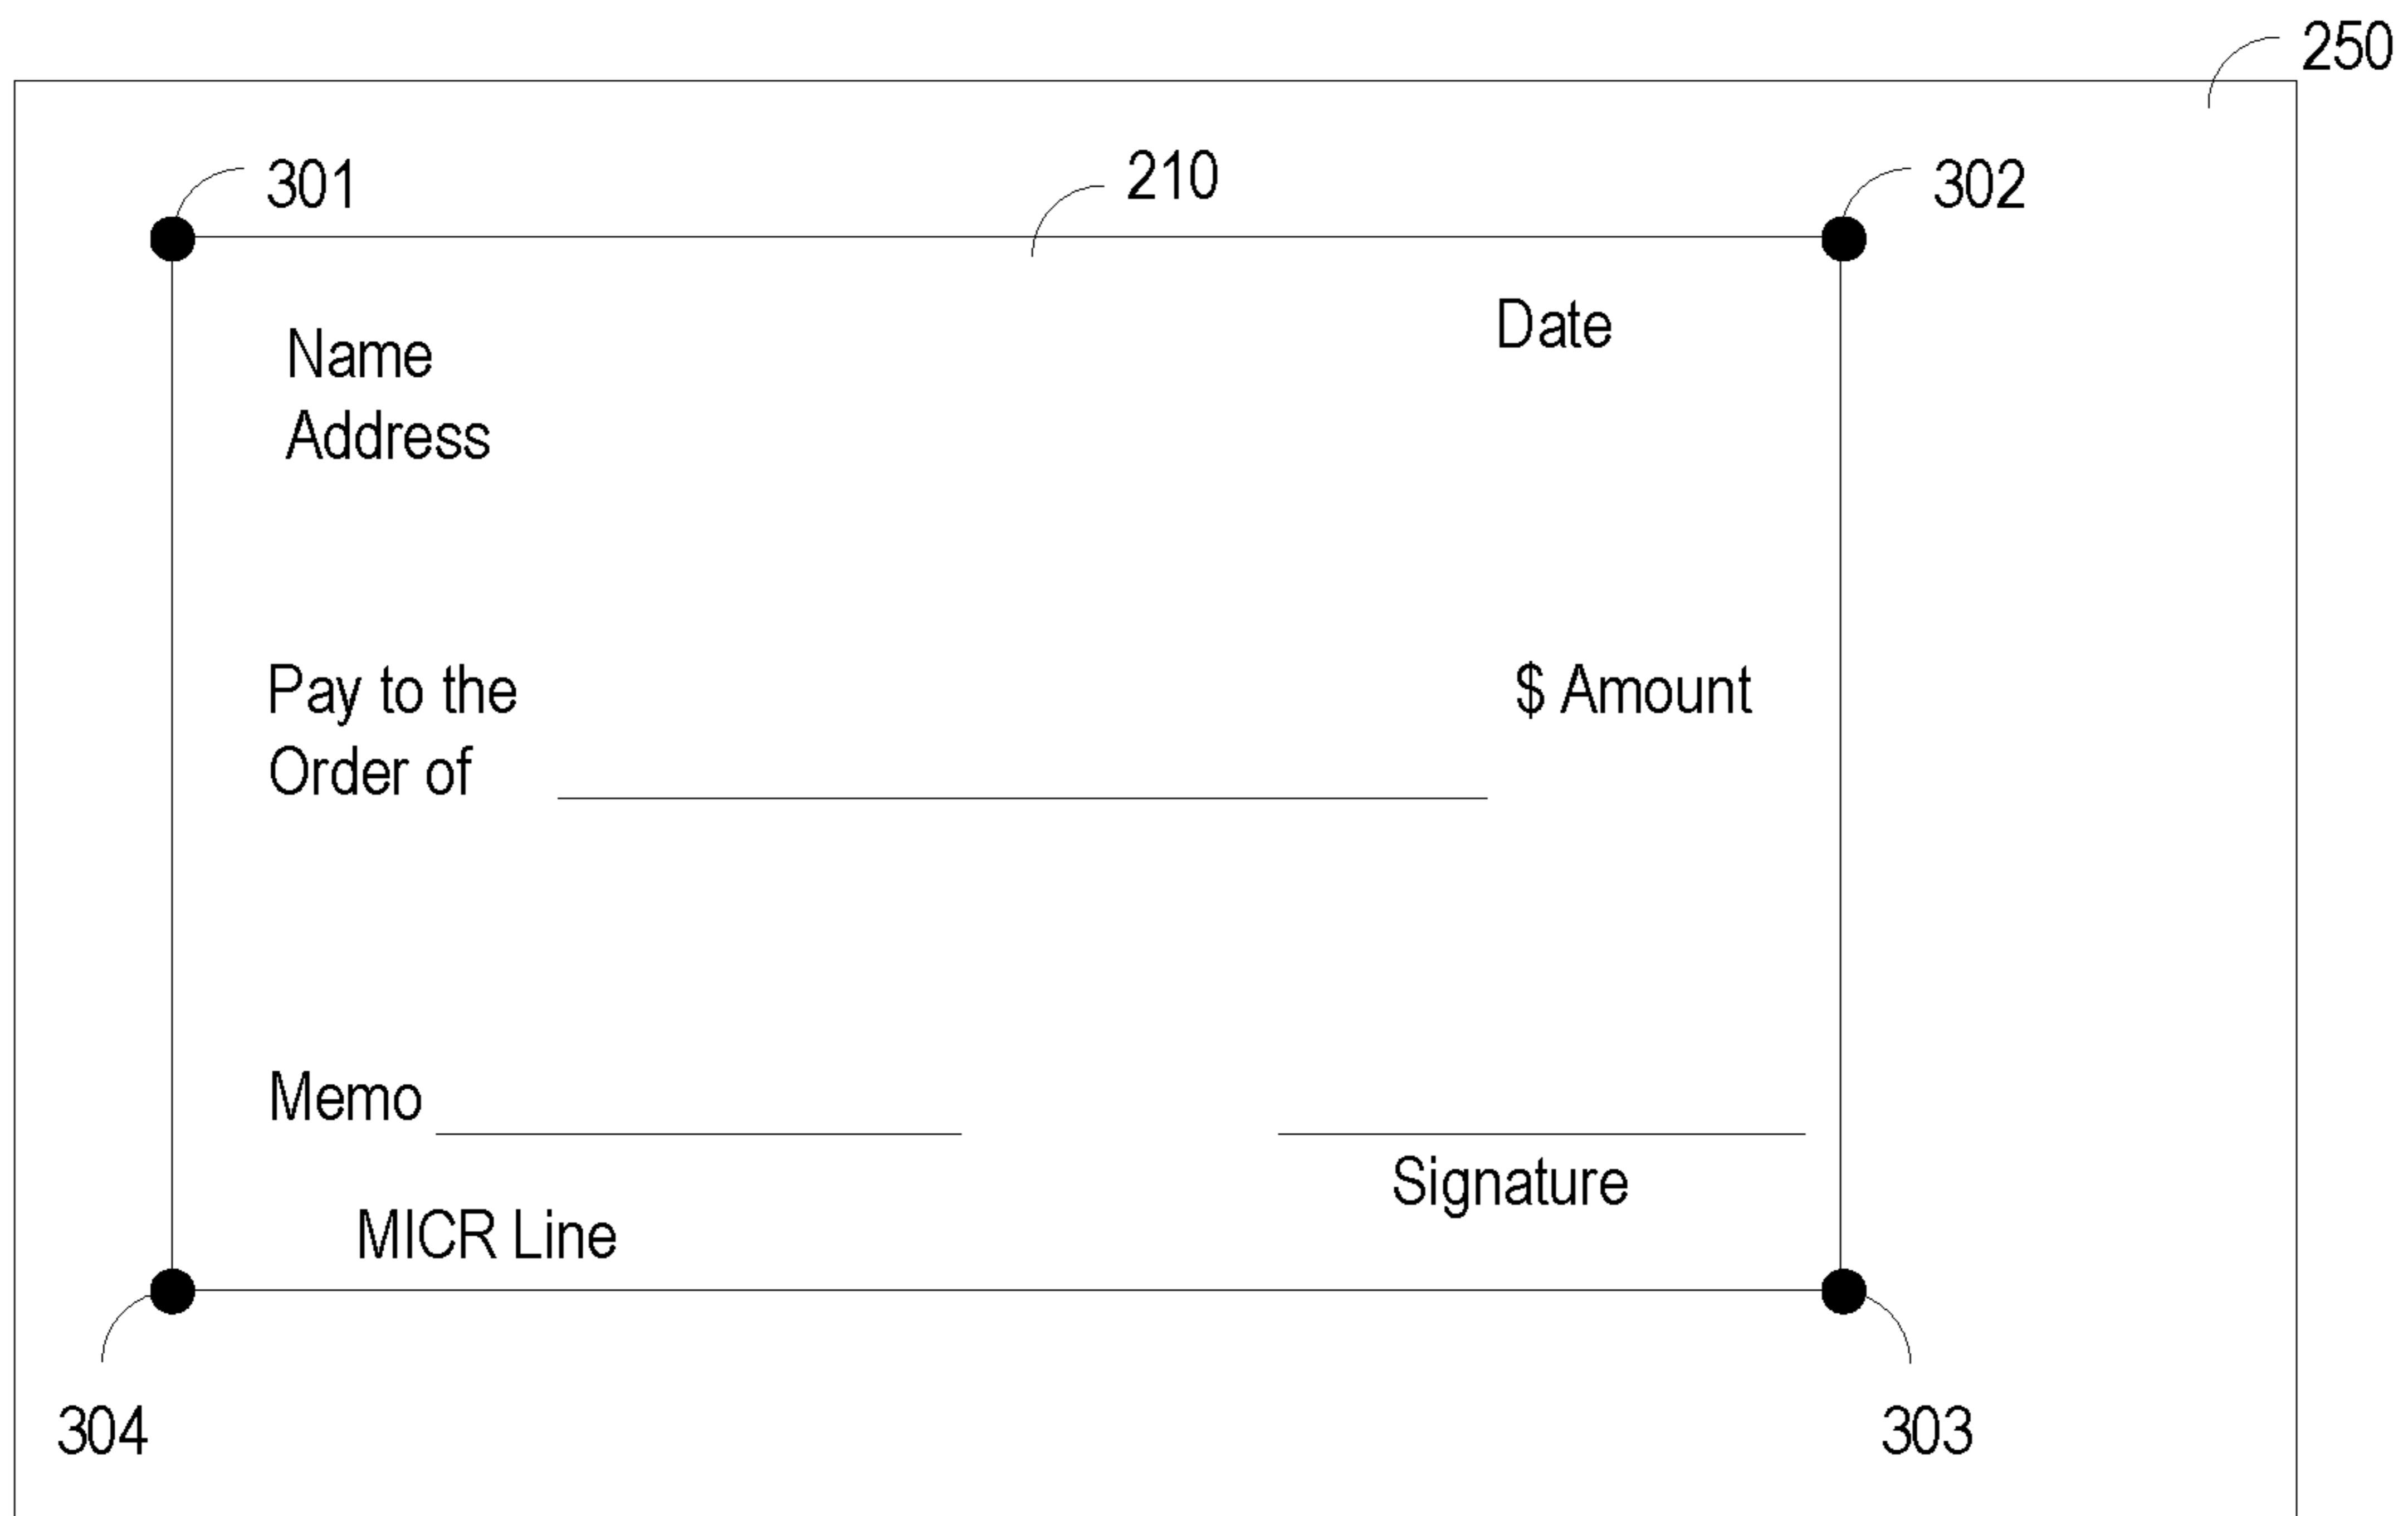 250
301
210
302
Date
Name
Address
Pay to the
$ Amount
Order of
Memo
Signature
MICR Line
304
303